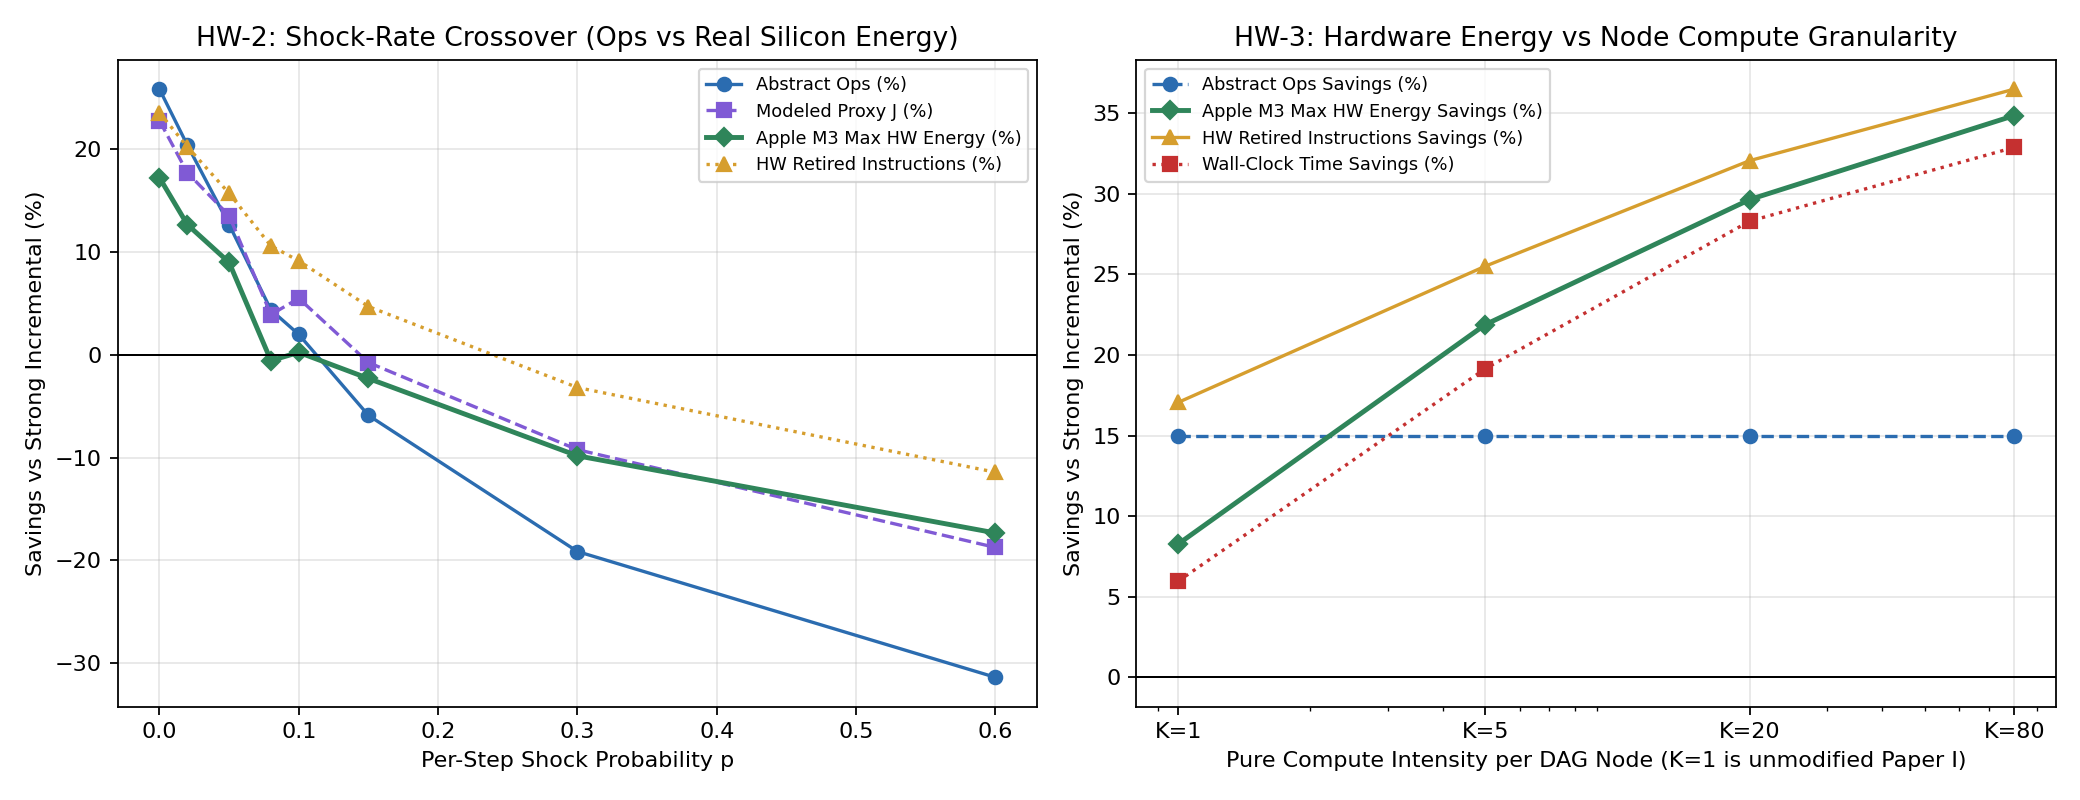 HW-2: Shock-Rate Crossover (Ops vs Real Silicon Energy)
Abstract Ops (%)
Modeled Proxy J (%)
Apple M3 Max HW Energy (%)
HW Retired Instructions (%)
Savings vs Strong Incremental (%)
20
10
0
−10
−20
−30
0.0 0.1 0.2 0.3 0.4 0.5 0.6
Per-Step Shock Probability p
HW-3: Hardware Energy vs Node Compute Granularity
Abstract Ops Savings (%)
Apple M3 Max HW Energy Savings (%)
HW Retired Instructions Savings (%)
Wall-Clock Time Savings (%)
Savings vs Strong Incremental (%)
35
30
25
20
15
10
5
0
K=1 K=5 K=20 K=80
Pure Compute Intensity per DAG Node (K=1 is unmodified Paper I)